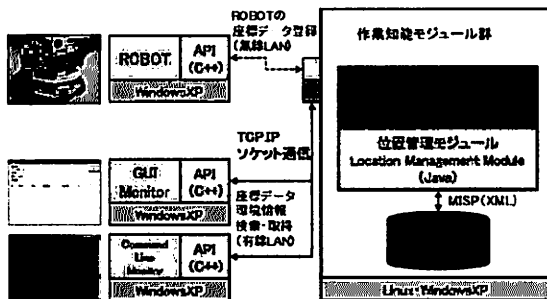 ROBOTの
座標データ登録
(無線LAN)
ROBOT
API
(C++)
WindowsXP
TCPIP
ソケット通信
GUI
Monitor
API
(C++)
WindowsXP
座標データ
環境情報
検索・取得
(有線LAN)
Command
Line
Monitor
API
(C++)
WindowsXP
作業知能モジュール群
位置管理モジュール
Location Management Module
(Java)
MISP(XML)
Linux・WindowsXP